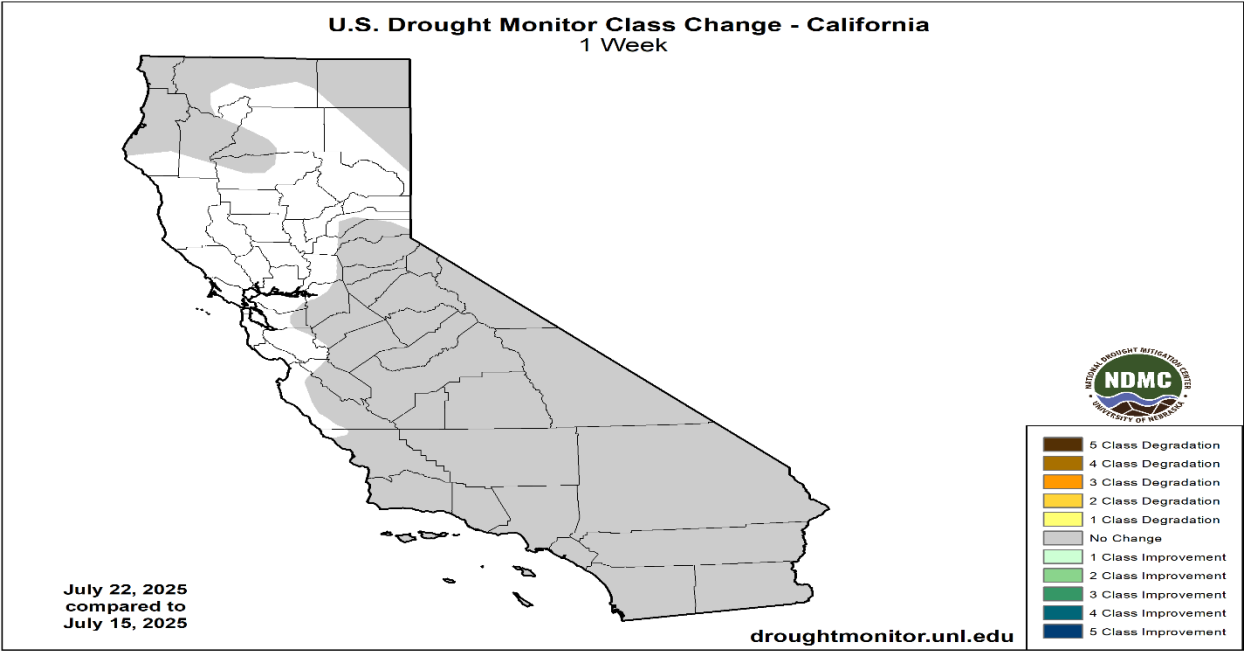 U.S. Drought Monitor Class Change - California
1 Week
NATIONAL DROUGHT MITIGATION CENTER
NDMC
UNIVERSITY OF NEBRASKA
5 Class Degradation
4 Class Degradation
3 Class Degradation
2 Class Degradation
1 Class Degradation
No Change
1 Class Improvement
2 Class Improvement
3 Class Improvement
4 Class Improvement
5 Class Improvement
July 22, 2025
compared to
July 15, 2025
droughtmonitor.unl.edu